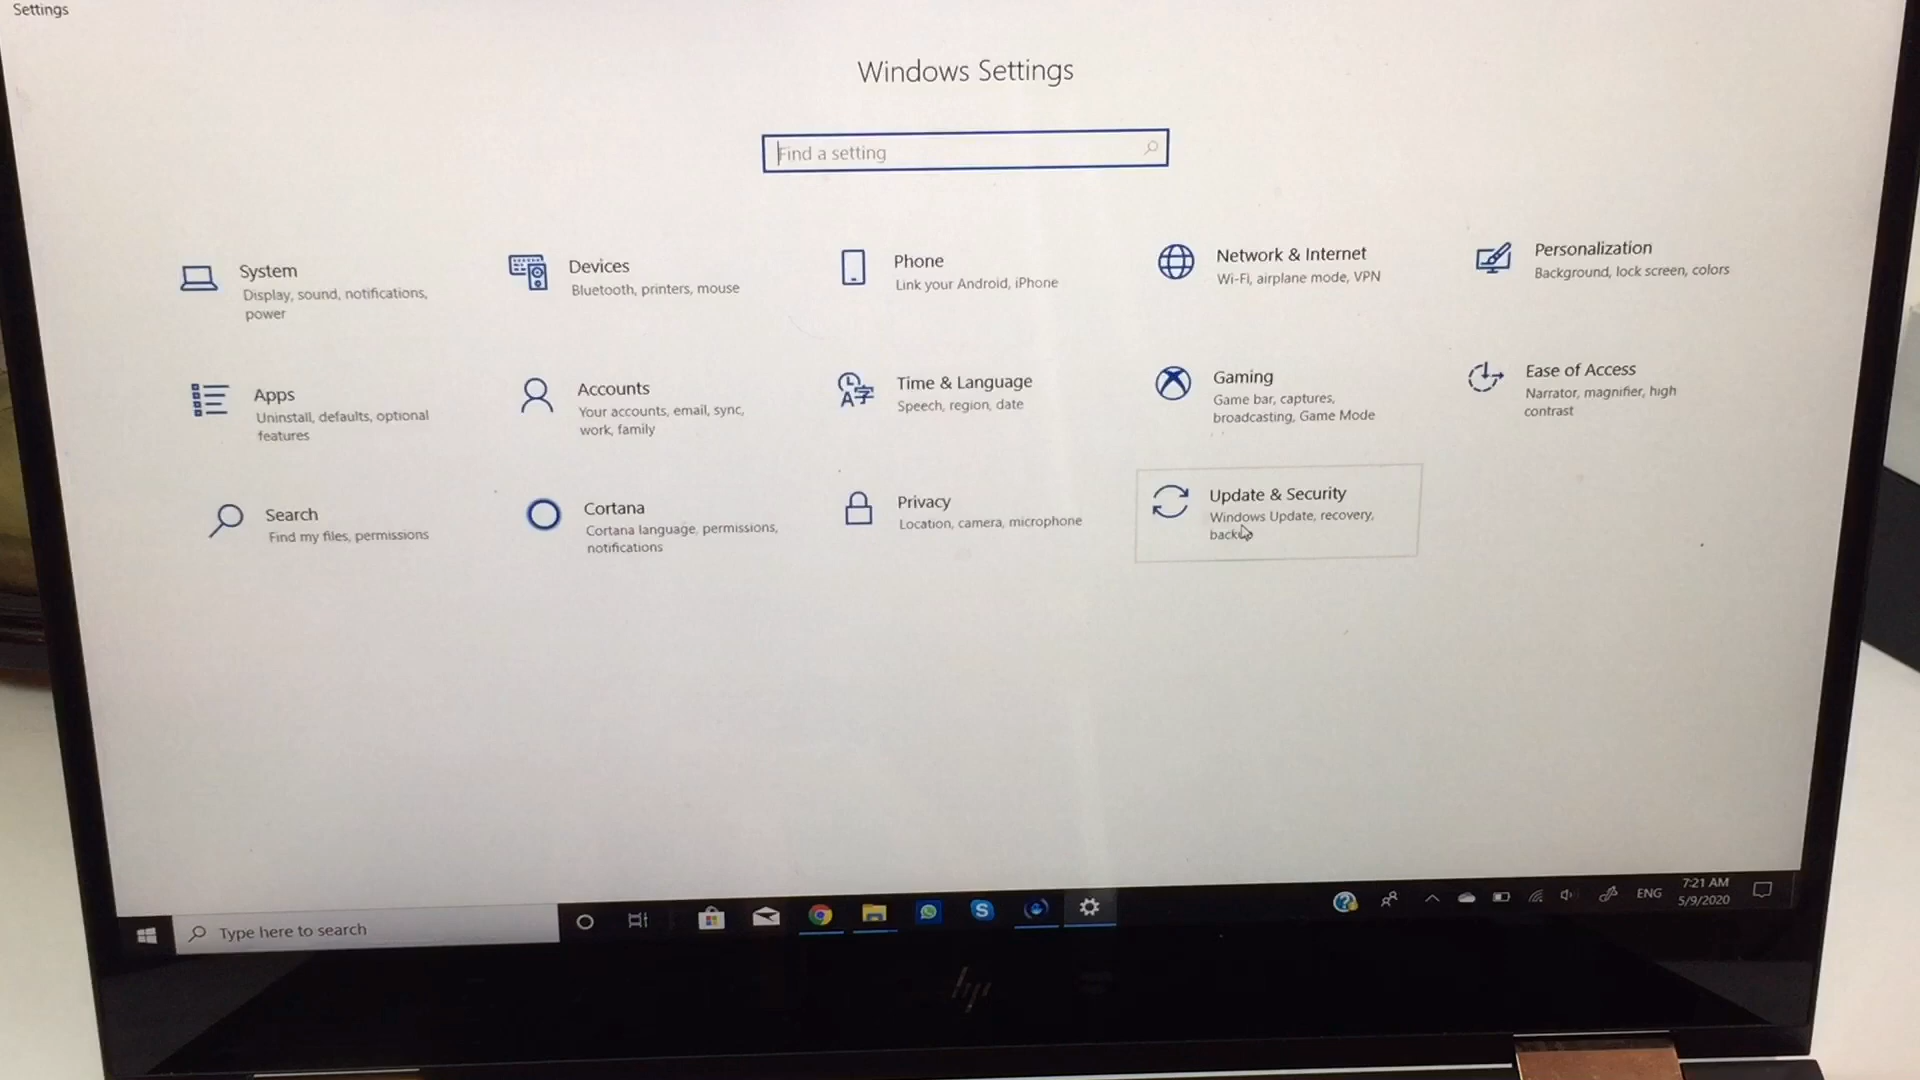 Settings
Windows Settings
Find a setting
System
Display, sound, notifications,
power
Devices
Bluetooth, printers, mouse
Phone
Link your Android, iPhone
Network & Internet
Wi-Fi, airplane mode, VPN
Personalization
Background, lock screen, colors
Apps
Uninstall, defaults, optional
features
Accounts
Your accounts, email, sync,
work, family
Time & Language
Speech, region, date
Gaming
Game bar, captures,
broadcasting, Game Mode
Ease of Access
Narrator, magnifier, high
contrast
Search
Find my files, permissions
Cortana
Cortana language, permissions,
notifications
Privacy
Location, camera, microphone
Update & Security
Windows Update, recovery,
backup
Type here to search
ENG
7:21 AM
5/9/2020
hp